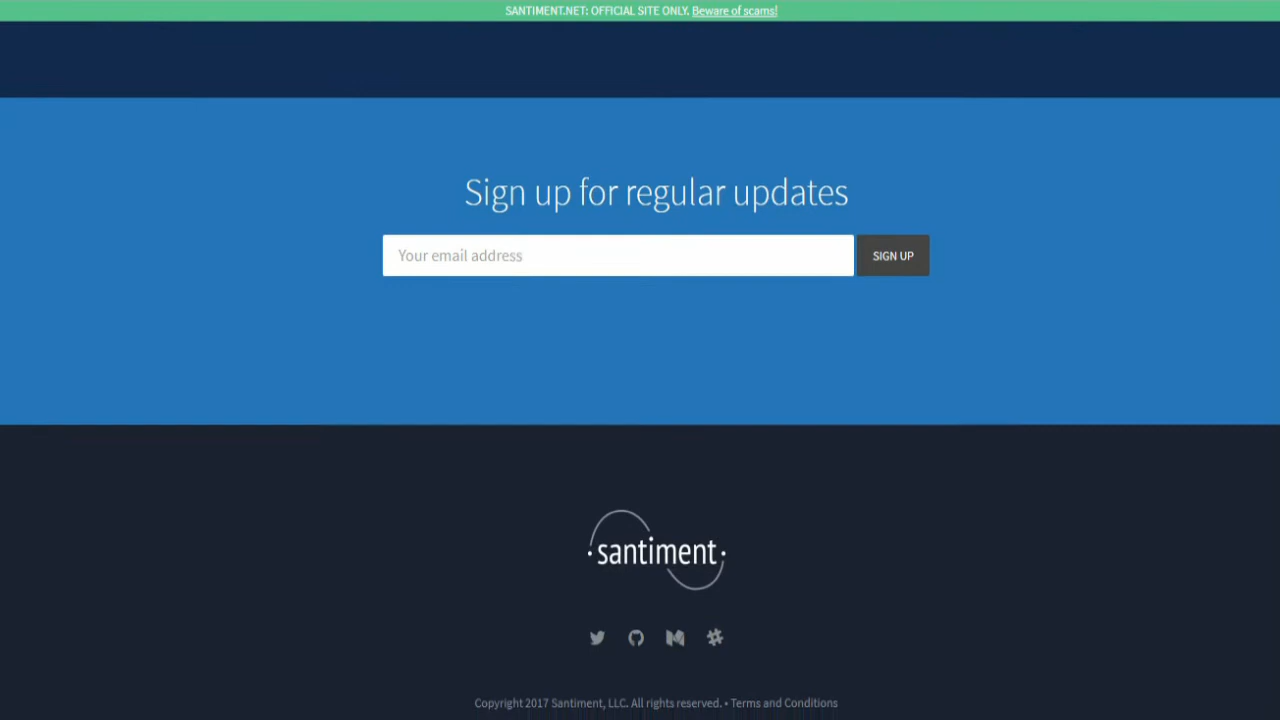 SANTIMENT.NET: OFFICIAL SITE ONLY. Beware of scams!
Sign up for regular updates
Your email address
SIGN UP
santiment
Copyright 2017 Santiment, LLC. All rights reserved. • Terms and Conditions